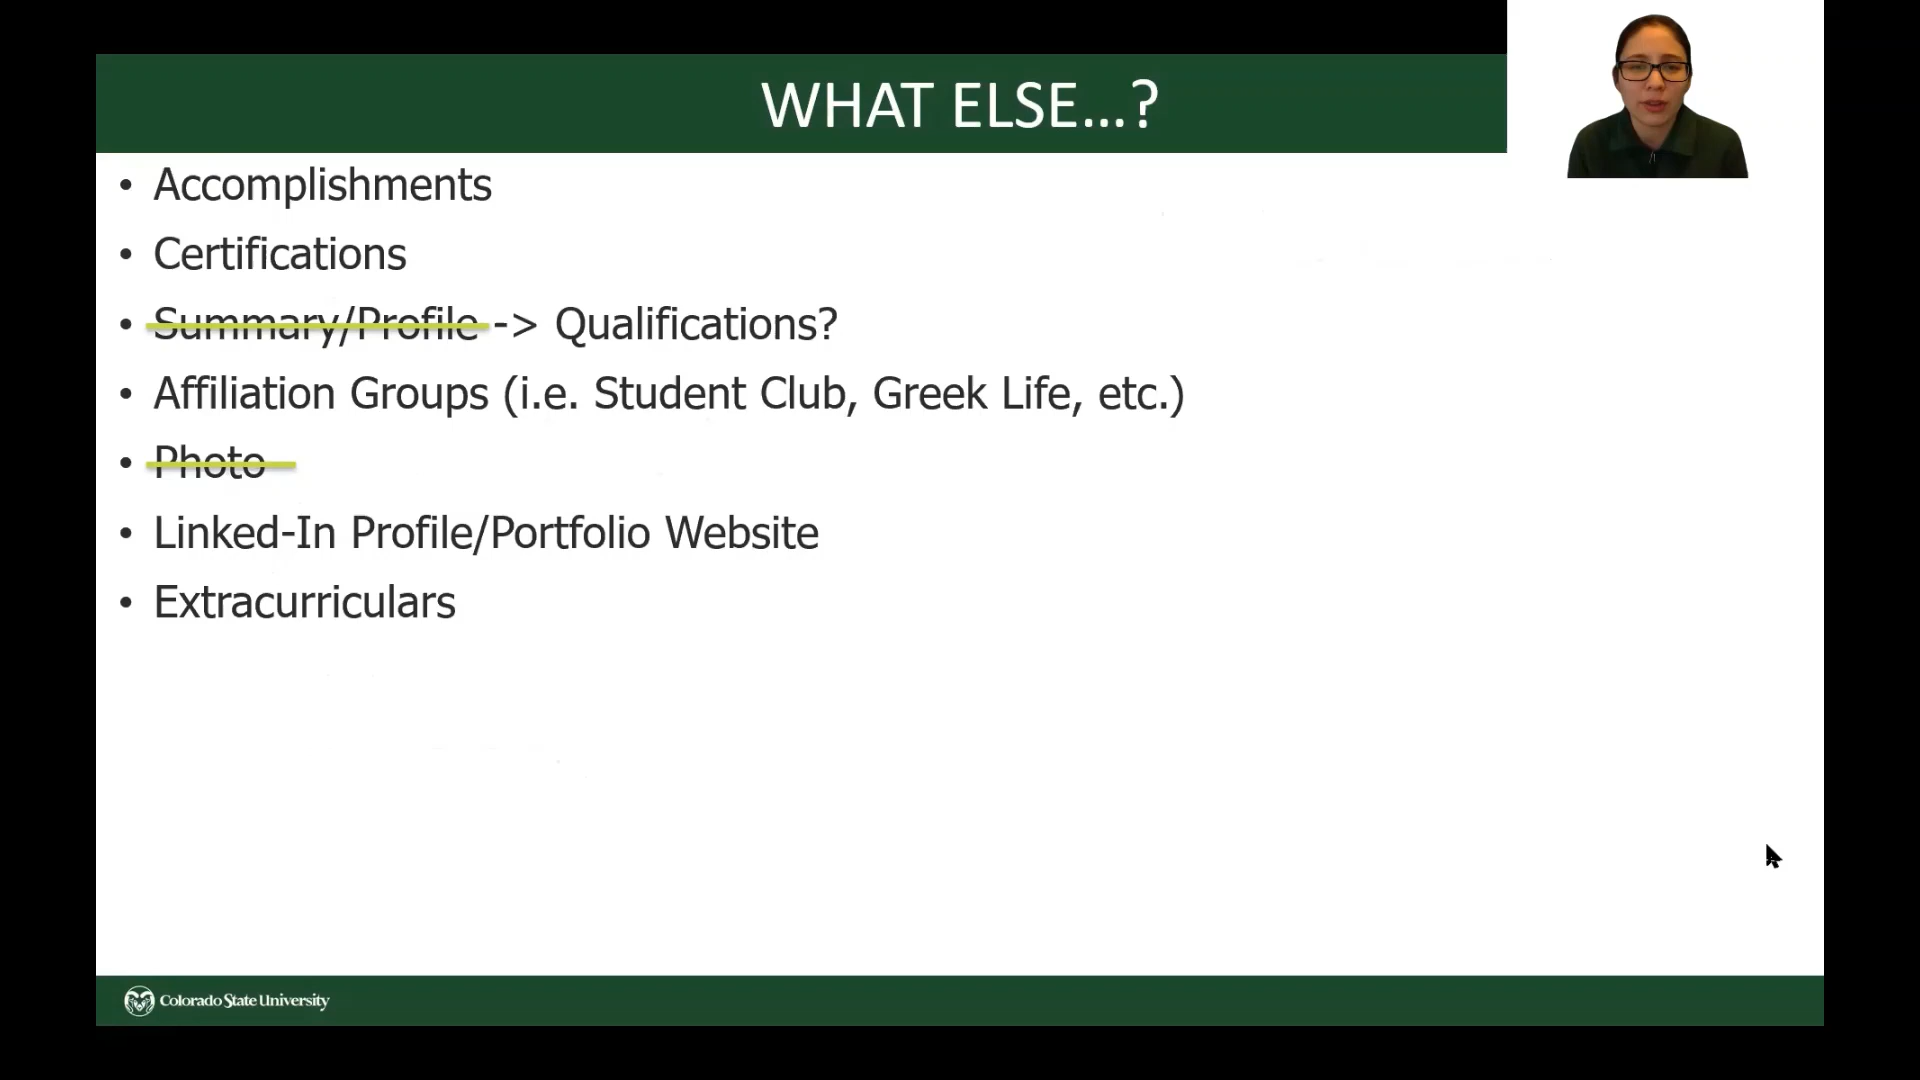 WHAT ELSE...?
• Accomplishments
• Certifications
• Summary/Profile -> Qualifications?
• Affiliation Groups (i.e. Student Club, Greek Life, etc.)
• Photo
• Linked-In Profile/Portfolio Website
• Extracurriculars
Colorado State University